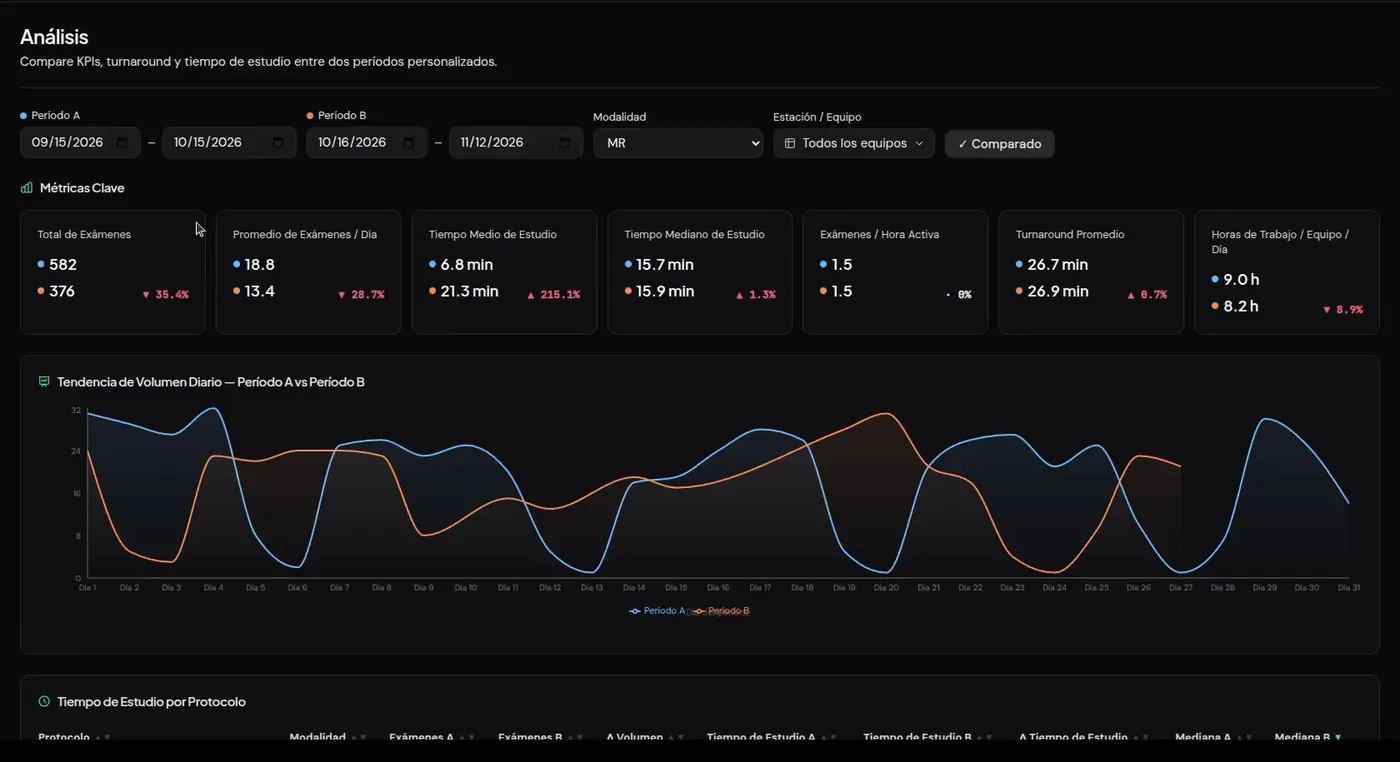 Análisis
Compare KPIs, turnaround y tiempo de estudio entre dos períodos personalizados.
Período A
Período B
Modalidad
Estación / Equipo
09/15/2026 – 10/15/2026
10/16/2026 – 11/12/2026
MR
Todos los equipos
✓ Comparado
Métricas Clave
Total de Exámenes
582
376 ▼ 35.4%
Promedio de Exámenes / Día
18.8
13.4 ▼ 28.7%
Tiempo Medio de Estudio
6.8 min
21.3 min ▲ 215.1%
Tiempo Mediano de Estudio
15.7 min
15.9 min ▲ 1.3%
Exámenes / Hora Activa
1.5
1.5 · 0%
Turnaround Promedio
26.7 min
26.9 min ▲ 0.7%
Horas de Trabajo / Equipo /
Día
9.0 h
8.2 h ▼ 8.9%
Tendencia de Volumen Diario — Período A vs Período B
32
24
16
8
0
Día 1 Día 2 Día 3 Día 4 Día 5 Día 6 Día 7 Día 8 Día 9 Día 10 Día 11 Día 12 Día 13 Día 14 Día 15 Día 16 Día 17 Día 18 Día 19 Día 20 Día 21 Día 22 Día 23 Día 24 Día 25 Día 26 Día 27 Día 28 Día 29 Día 30 Día 31
Período A Período B
Tiempo de Estudio por Protocolo
Protocolo ▲▼ Modalidad ▲▼ Exámenes A ▲▼ Exámenes B ▲▼ Δ Volumen ▲▼ Tiempo de Estudio A ▲▼ Tiempo de Estudio B ▲▼ Δ Tiempo de Estudio ▲▼ Mediana A ▲▼ Mediana B ▼